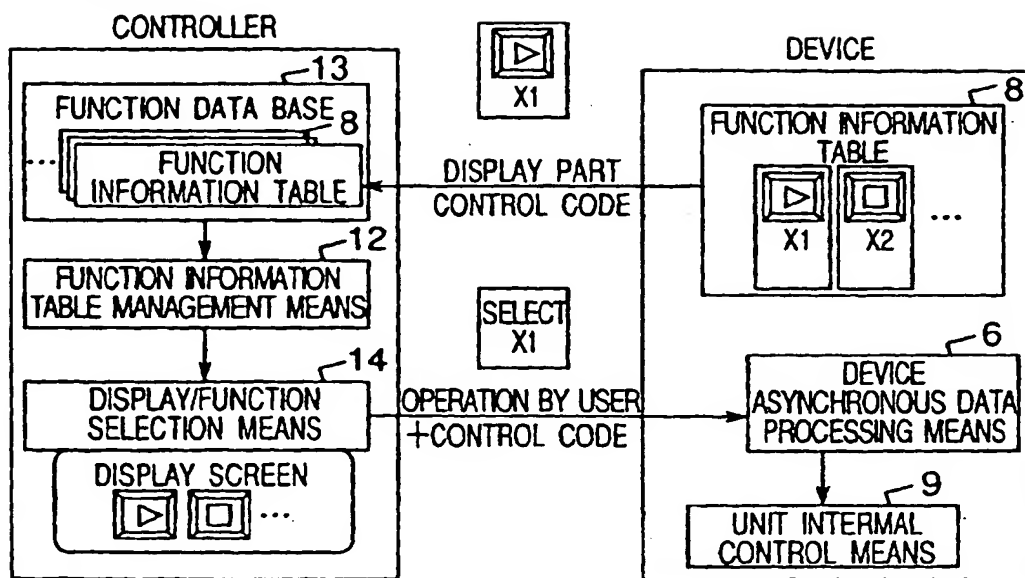 CONTROLLER
13
FUNCTION DATA BASE
8
...
FUNCTION
INFORMATION TABLE
12
FUNCTION INFORMATION
TABLE MANAGEMENT MEANS
14
DISPLAY/FUNCTION
SELECTION MEANS
DISPLAY SCREEN
...
X1
DISPLAY PART
CONTROL CODE
SELECT
X1
OPERATION BY USER
+CONTROL CODE
DEVICE
8
FUNCTION INFORMATION
TABLE
X1
X2
...
6
DEVICE
ASYNCHRONOUS DATA
PROCESSING MEANS
9
UNIT INTERMAL
CONTROL MEANS